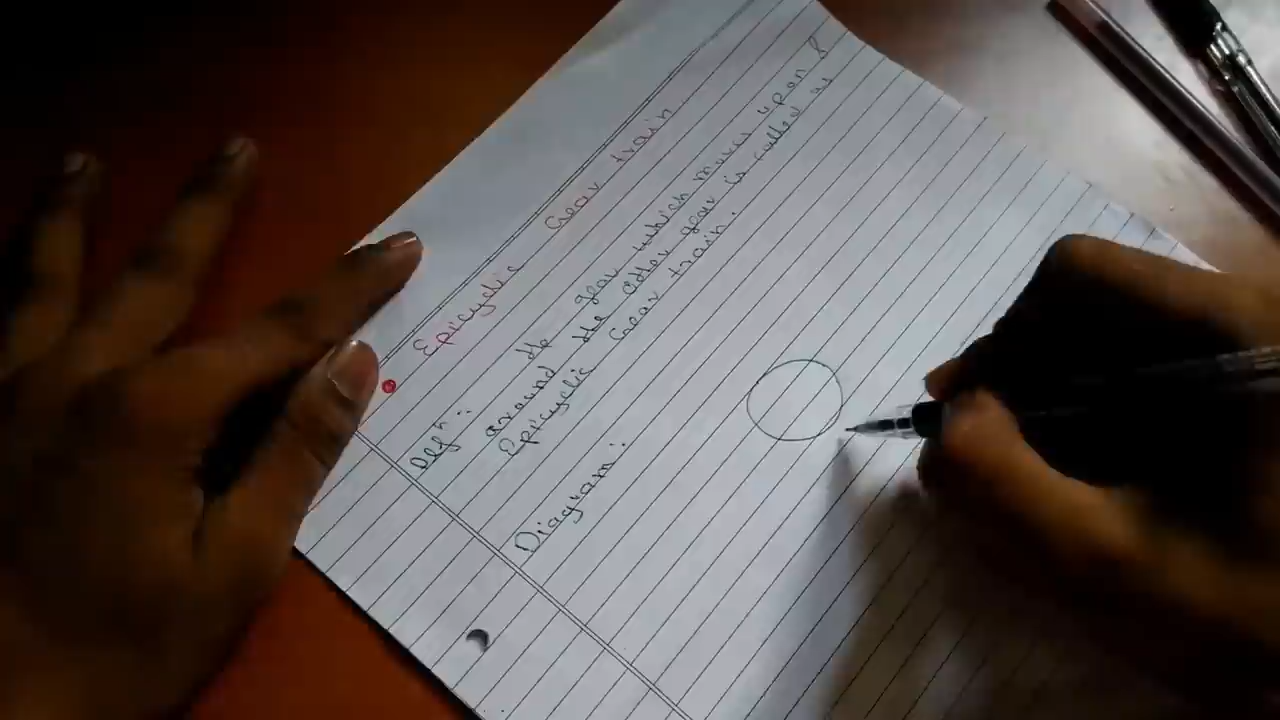 Epicyclic Gear train
Defⁿ: the gear which moves upon &
around the other gear is called as
Epicyclic Gear train.
Diagram: